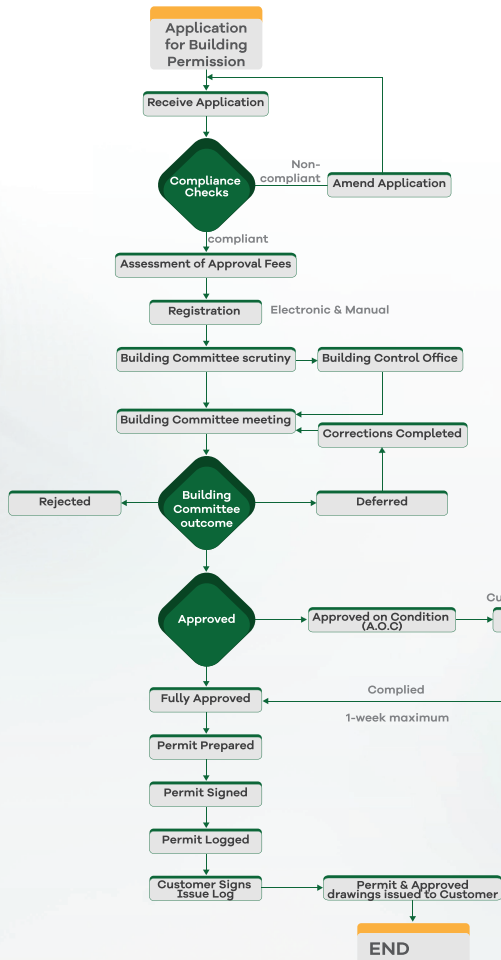 Application
for Building
Permission
Receive Application
Non-
compliant
Compliance
Checks
Amend Application
compliant
Assessment of Approval Fees
Registration
Electronic & Manual
Building Committee scrutiny
Building Control Office
Building Committee meeting
Corrections Completed
Rejected
Building
Committee
outcome
Deferred
Cu
Approved
Approved on Condition
(A.O.C)
Fully Approved
Complied
1-week maximum
Permit Prepared
Permit Signed
Permit Logged
Customer Signs
Issue Log
Permit & Approved
drawings issued to Customer
END